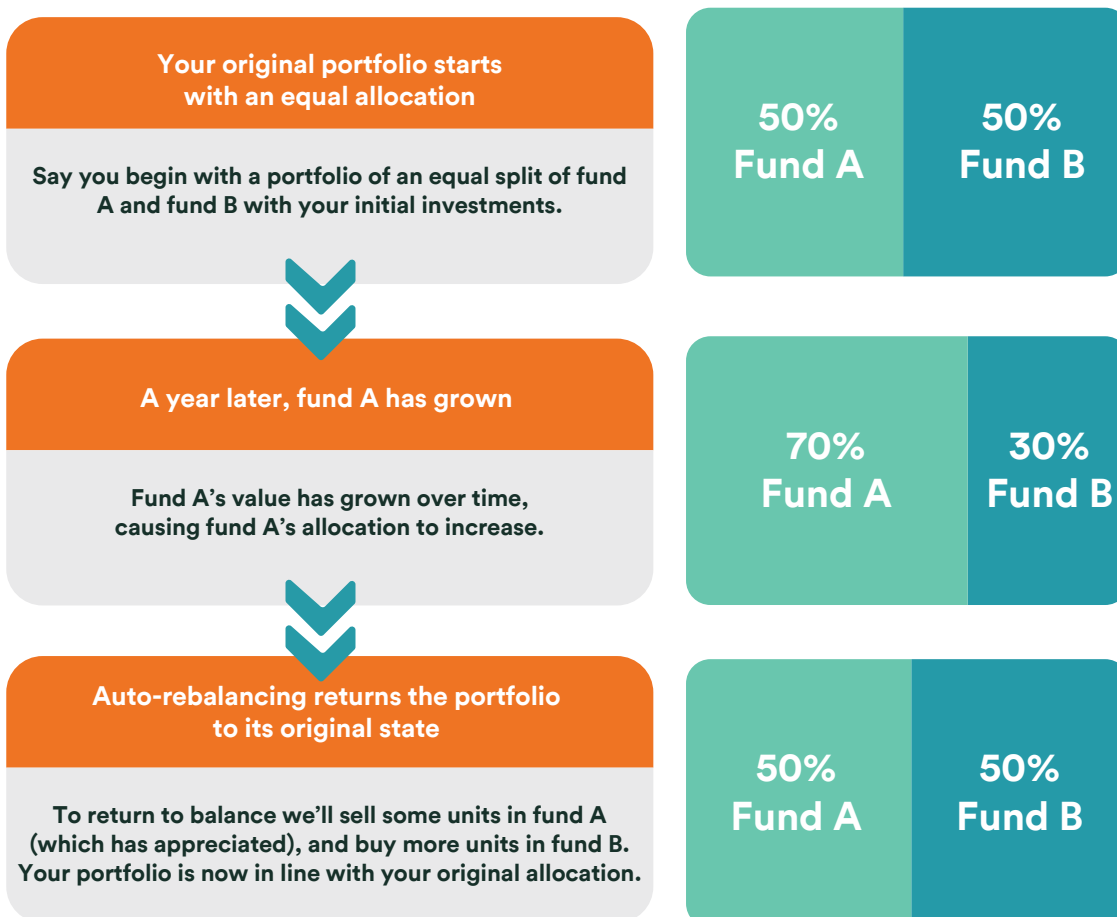 Your original portfolio starts
with an equal allocation
50%
Fund A
50%
Fund B
Say you begin with a portfolio of an equal split of fund
A and fund B with your initial investments.
A year later, fund A has grown
70%
Fund A
30%
Fund B
Fund A’s value has grown over time,
causing fund A’s allocation to increase.
Auto-rebalancing returns the portfolio
to its original state
50%
Fund A
50%
Fund B
To return to balance we’ll sell some units in fund A
(which has appreciated), and buy more units in fund B.
Your portfolio is now in line with your original allocation.